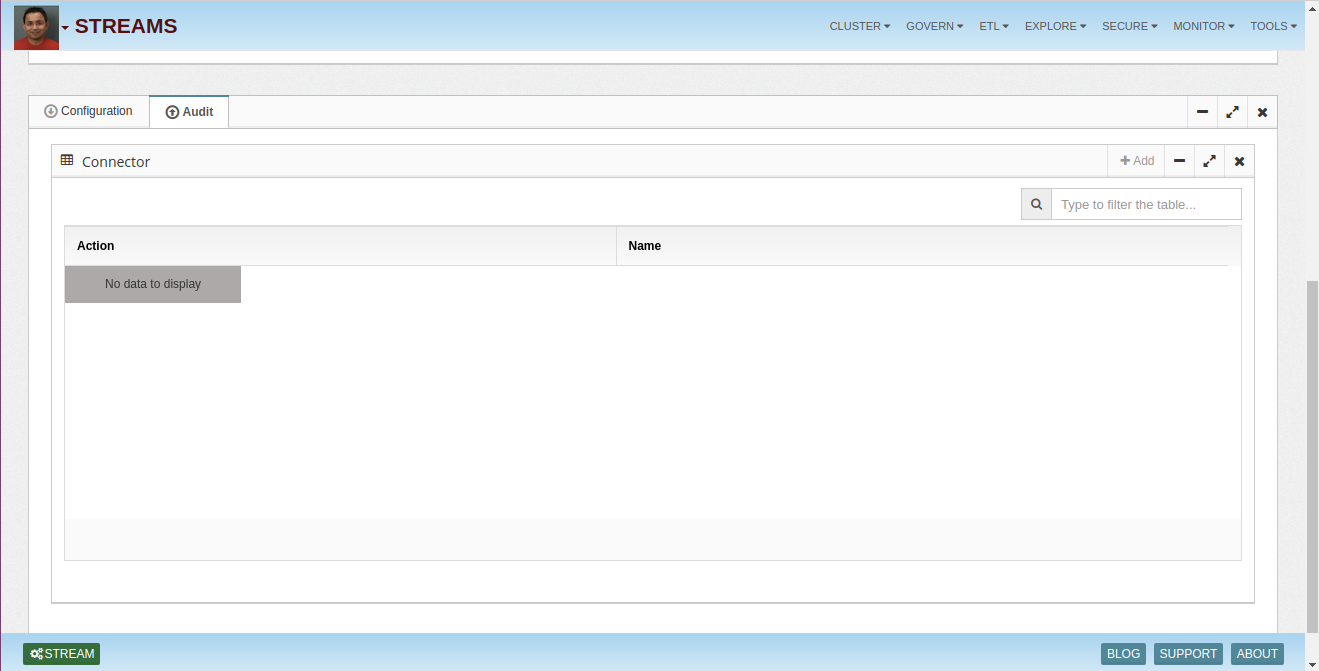 STREAMS
CLUSTER GOVERN ETL EXPLORE SECURE MONITOR TOOLS
Configuration Audit
Connector
Add
Type to filter the table...
Action Name
No data to display
STREAM
BLOG SUPPORT ABOUT